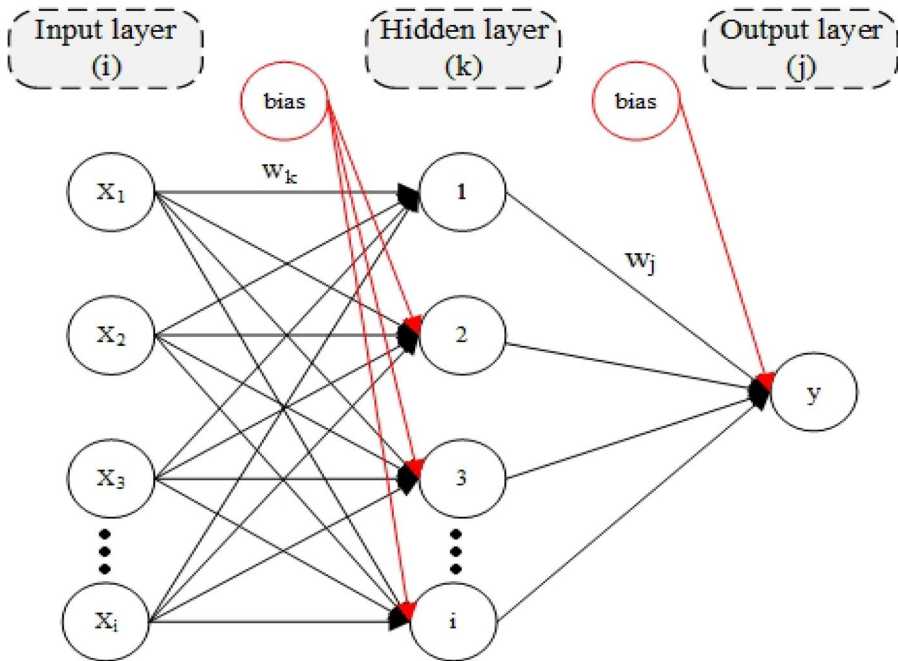 Input layer
(i)
Hidden layer
(k)
Output layer
(j)
bias
bias
X₁
wₖ
1
wⱼ
X₂
2
y
X₃
3
Xᵢ
i